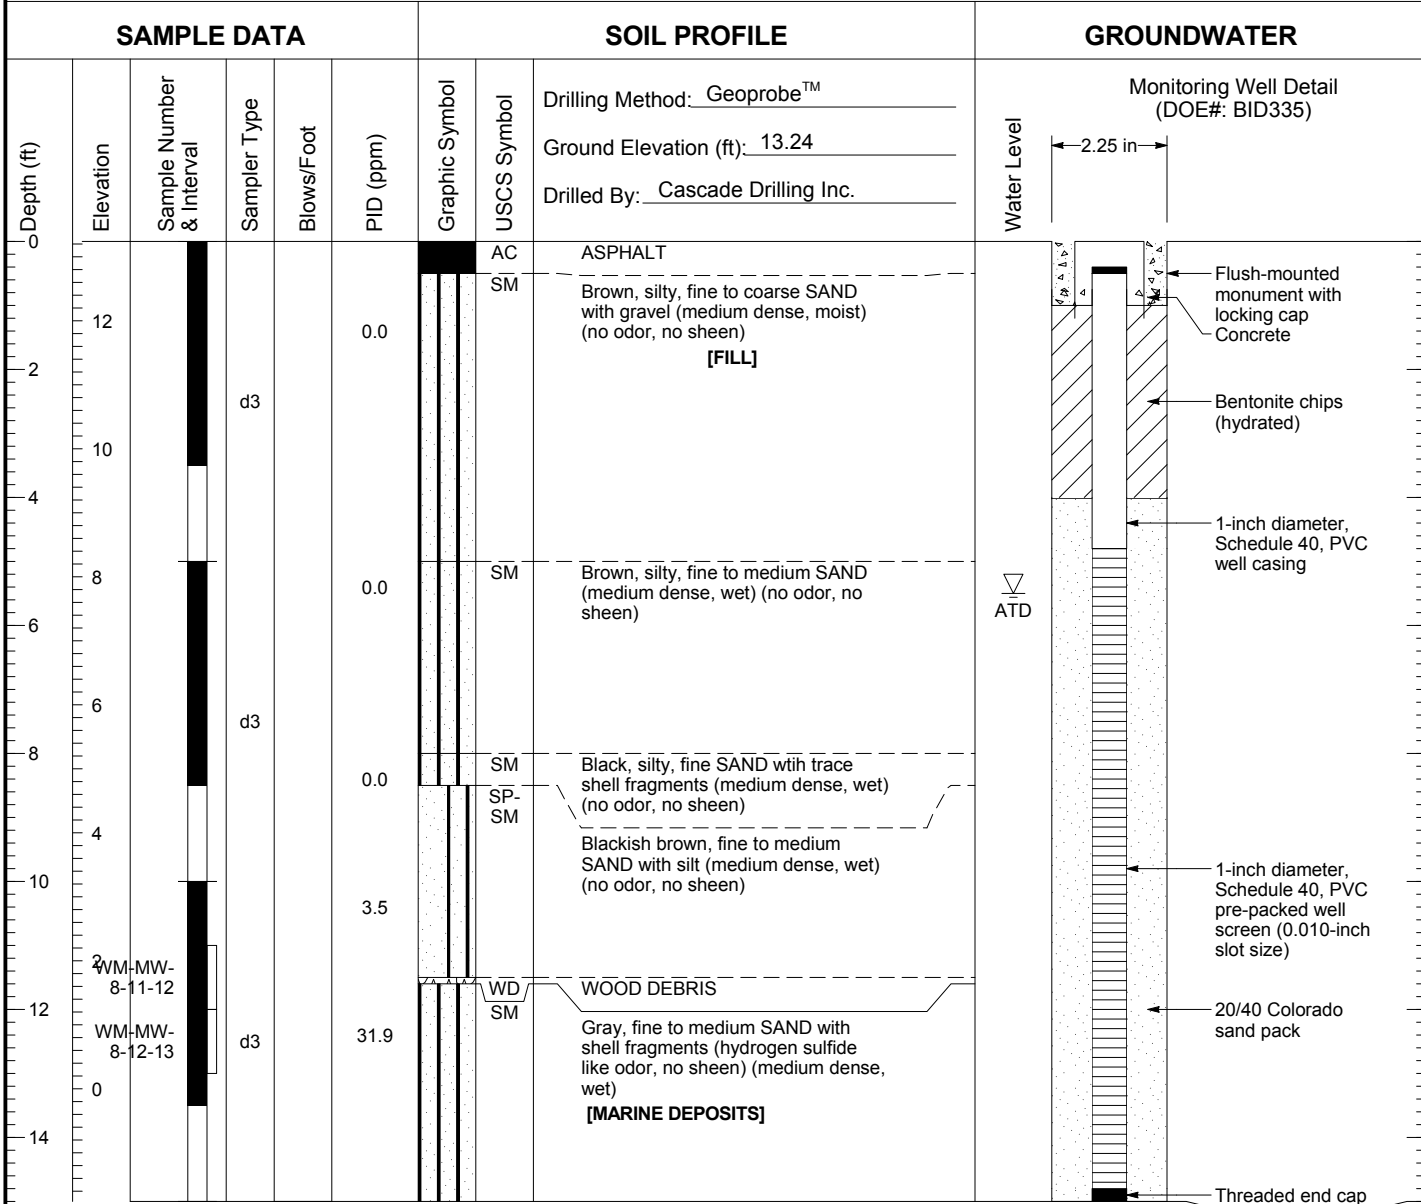 SAMPLE DATA
SOIL PROFILE
GROUNDWATER
Depth (ft)
Elevation
Sample Number
& Interval
Sampler Type
Blows/Foot
PID (ppm)
Graphic Symbol
USCS Symbol
Drilling Method: Geoprobe™
Ground Elevation (ft): 13.24
Drilled By: Cascade Drilling Inc.
Water Level
Monitoring Well Detail
(DOE#: BID335)
2.25 in
0
2
4
6
8
10
12
14
12
10
8
6
4
2
0
WM-MW-
8-11-12
WM-MW-
8-12-13
d3
d3
d3
0.0
0.0
0.0
3.5
31.9
AC
SM
SM
SM
SP-
SM
WD
SM
ASPHALT
Brown, silty, fine to coarse SAND
with gravel (medium dense, moist)
(no odor, no sheen)
[FILL]
Brown, silty, fine to medium SAND
(medium dense, wet) (no odor, no
sheen)
Black, silty, fine SAND wtih trace
shell fragments (medium dense, wet)
(no odor, no sheen)
Blackish brown, fine to medium
SAND with silt (medium dense, wet)
(no odor, no sheen)
WOOD DEBRIS
Gray, fine to medium SAND with
shell fragments (hydrogen sulfide
like odor, no sheen) (medium dense,
wet)
[MARINE DEPOSITS]
ATD
Flush-mounted
monument with
locking cap
Concrete
Bentonite chips
(hydrated)
1-inch diameter,
Schedule 40, PVC
well casing
1-inch diameter,
Schedule 40, PVC
pre-packed well
screen (0.010-inch
slot size)
20/40 Colorado
sand pack
Threaded end cap